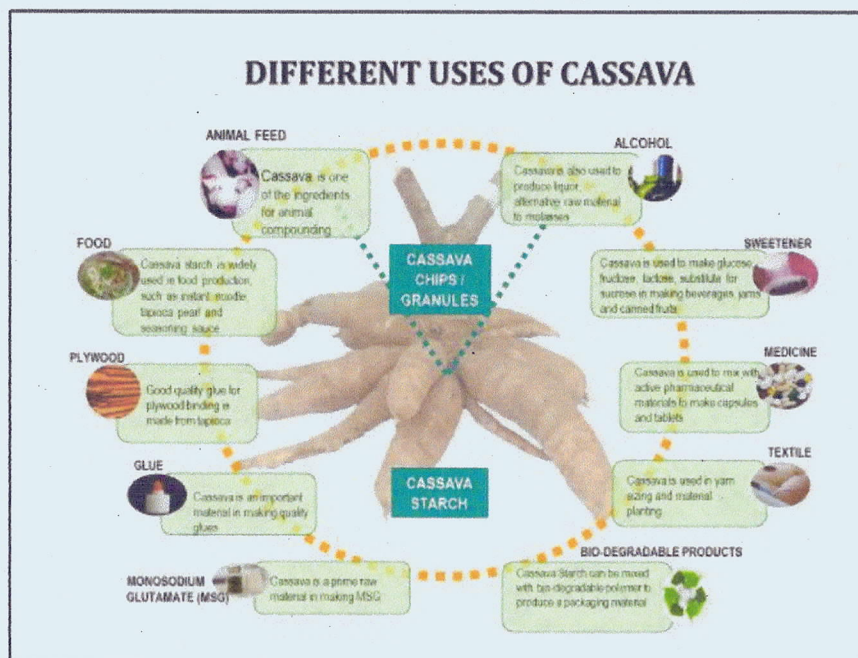 DIFFERENT USES OF CASSAVA
ANIMAL FEED
Cassava is one
of the ingredients
for animal
compounding
ALCOHOL
Cassava is also used to
produce liquor,
alternative raw material
to molasses
FOOD
Cassava starch is widely
used in food production,
such as instant noodle,
tapioca pearl and
seasoning sauce
CASSAVA
CHIPS /
GRANULES
SWEETENER
Cassava is used to make glucose,
fructose, lactose, substitute for
sucrose in making beverages, jams
and canned fruits
PLYWOOD
Good quality glue for
plywood binding is
made from tapioca
MEDICINE
Cassava is used to mix with
active pharmaceutical
materials to make capsules
and tablets
GLUE
Cassava is an important
material in making quality
glues
CASSAVA
STARCH
TEXTILE
Cassava is used in yarn
sizing and material
planting
MONOSODIUM
GLUTAMATE (MSG)
Cassava is a prime raw
material in making MSG
BIO-DEGRADABLE PRODUCTS
Cassava Starch can be mixed
with bio-degradable polymer to
produce a packaging material